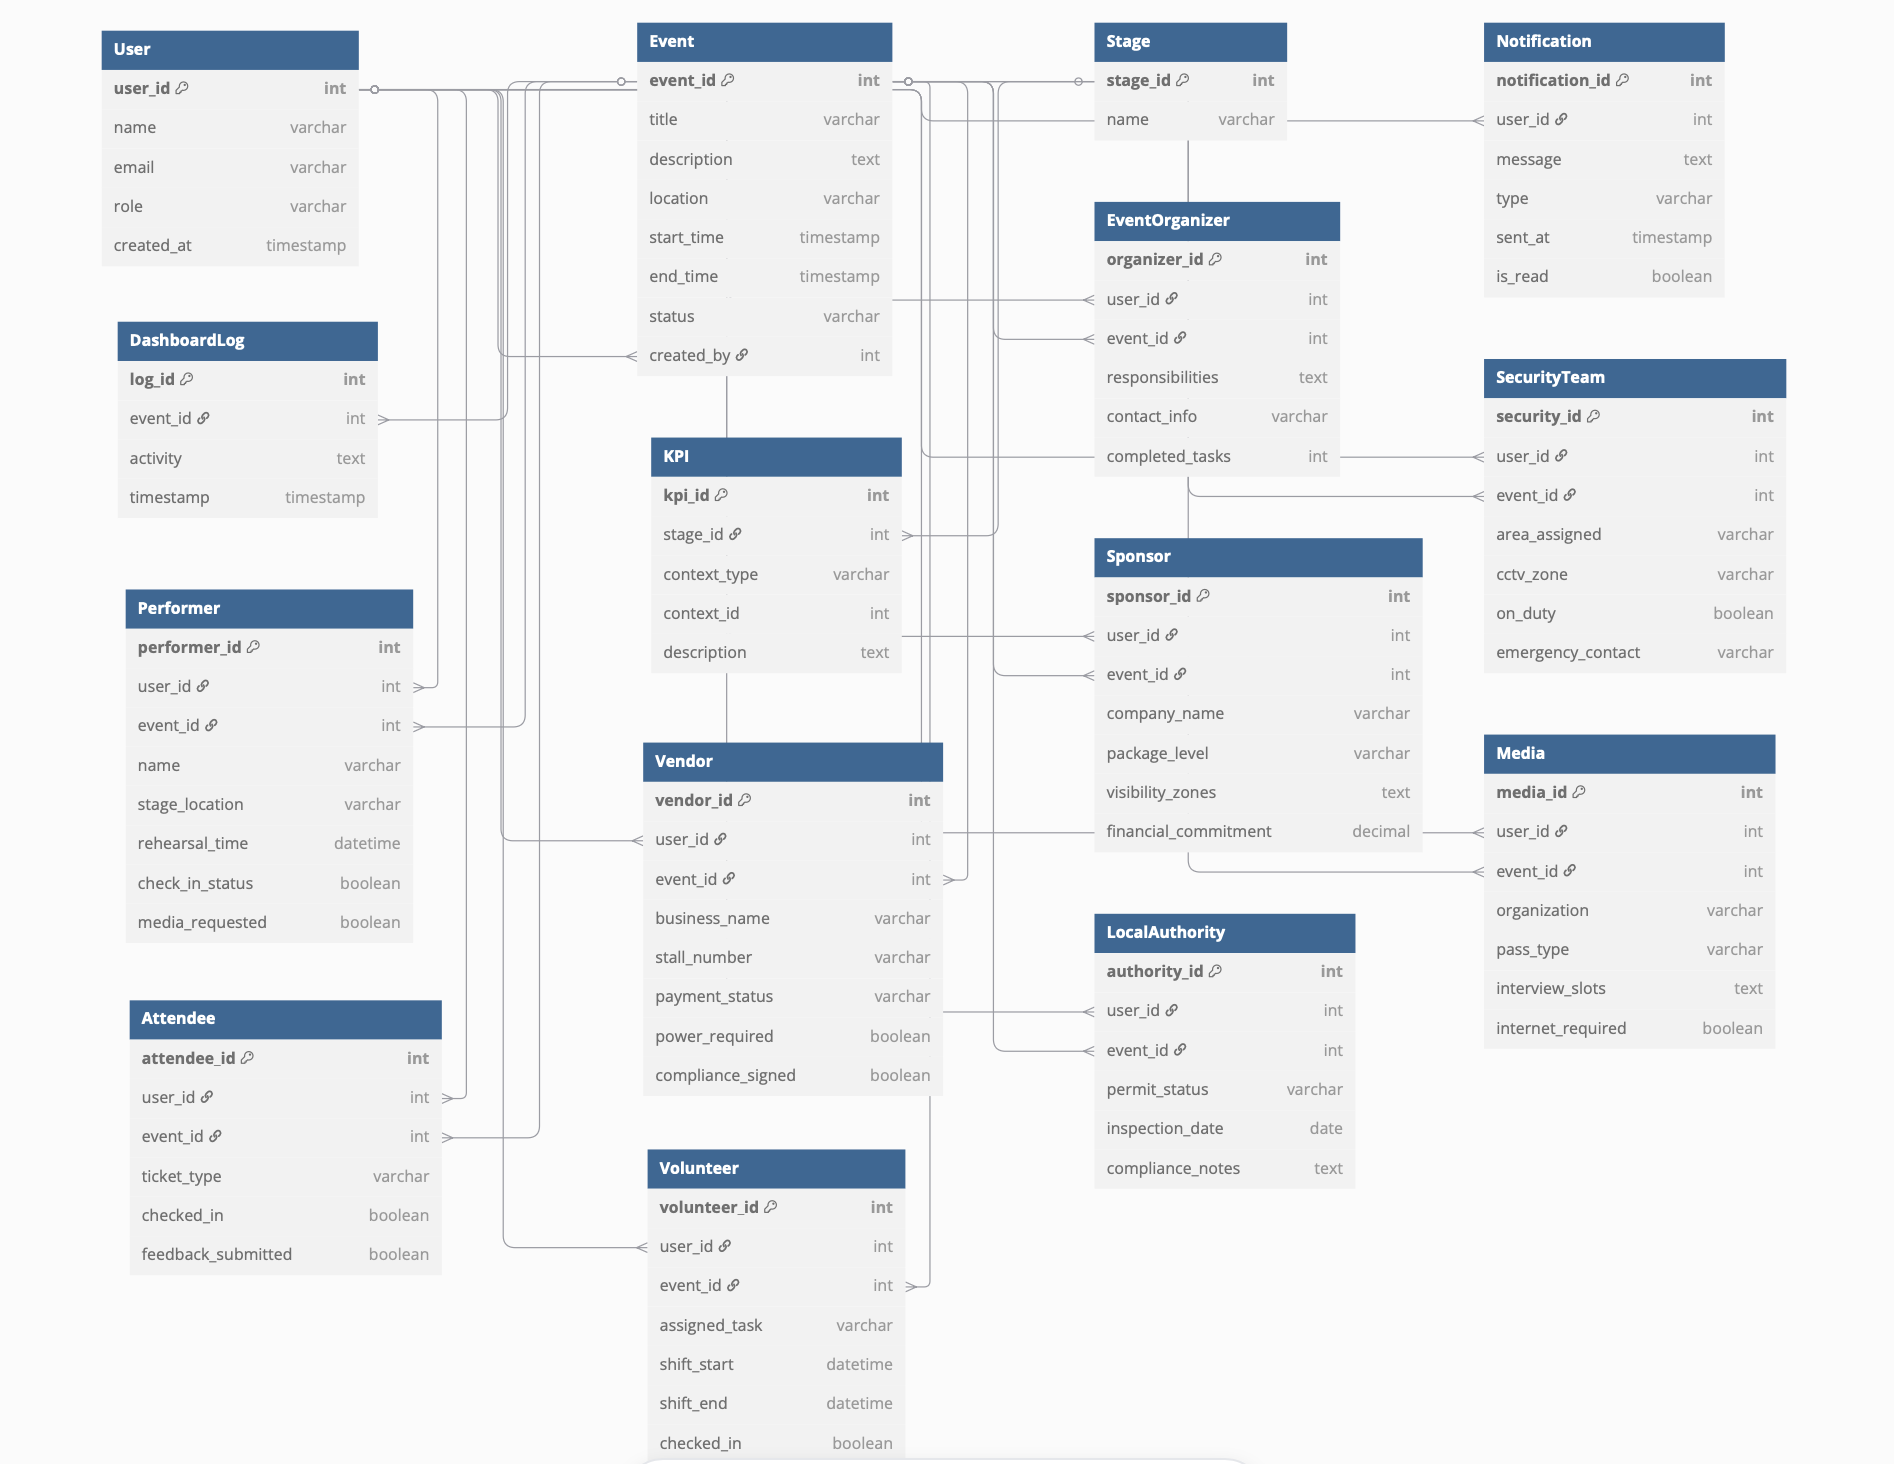 User
user_id int
name varchar
email varchar
role varchar
created_at timestamp
DashboardLog
log_id int
event_id int
activity text
timestamp timestamp
Performer
performer_id int
user_id int
event_id int
name varchar
stage_location varchar
rehearsal_time datetime
check_in_status boolean
media_requested boolean
Attendee
attendee_id int
user_id int
event_id int
ticket_type varchar
checked_in boolean
feedback_submitted boolean
Event
event_id int
title varchar
description text
location varchar
start_time timestamp
end_time timestamp
status varchar
created_by int
KPI
kpi_id int
stage_id int
context_type varchar
context_id int
description text
Vendor
vendor_id int
user_id int
event_id int
business_name varchar
stall_number varchar
payment_status varchar
power_required boolean
compliance_signed boolean
Volunteer
volunteer_id int
user_id int
event_id int
assigned_task varchar
shift_start datetime
shift_end datetime
checked_in boolean
Stage
stage_id int
name varchar
EventOrganizer
organizer_id int
user_id int
event_id int
responsibilities text
contact_info varchar
completed_tasks int
Sponsor
sponsor_id int
user_id int
event_id int
company_name varchar
package_level varchar
visibility_zones text
financial_commitment decimal
LocalAuthority
authority_id int
user_id int
event_id int
permit_status varchar
inspection_date date
compliance_notes text
Notification
notification_id int
user_id int
message text
type varchar
sent_at timestamp
is_read boolean
SecurityTeam
security_id int
user_id int
event_id int
area_assigned varchar
cctv_zone varchar
on_duty boolean
emergency_contact varchar
Media
media_id int
user_id int
event_id int
organization varchar
pass_type varchar
interview_slots text
internet_required boolean